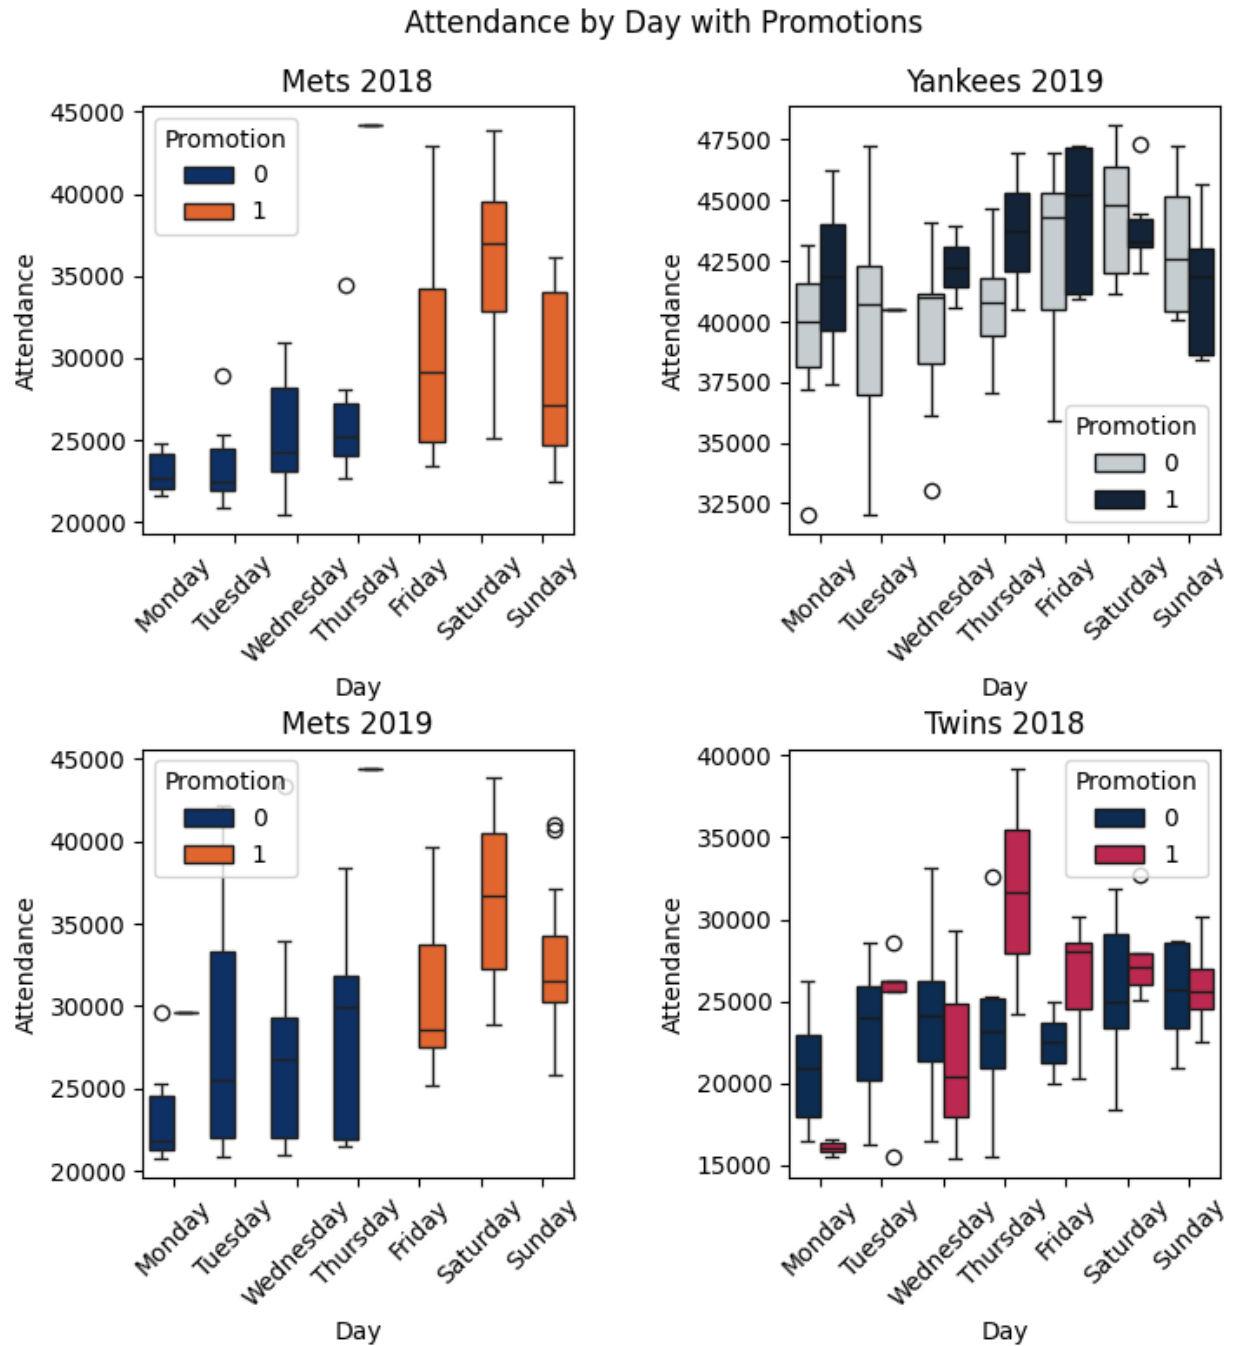 Attendance by Day with Promotions
Mets 2018
45000
40000
35000
30000
25000
20000
Attendance
Promotion
0
1
Monday
Tuesday
Wednesday
Thursday
Friday
Saturday
Sunday
Day
Yankees 2019
47500
45000
42500
40000
37500
35000
32500
Attendance
Promotion
0
1
Monday
Tuesday
Wednesday
Thursday
Friday
Saturday
Sunday
Day
Mets 2019
45000
40000
35000
30000
25000
20000
Attendance
Promotion
0
1
Monday
Tuesday
Wednesday
Thursday
Friday
Saturday
Sunday
Day
Twins 2018
40000
35000
30000
25000
20000
15000
Attendance
Promotion
0
1
Monday
Tuesday
Wednesday
Thursday
Friday
Saturday
Sunday
Day